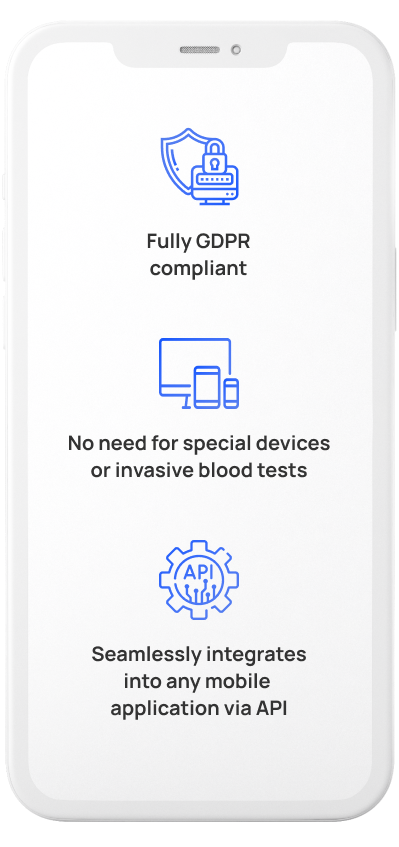 Fully GDPR
compliant
No need for special devices
or invasive blood tests
API
Seamlessly integrates
into any mobile
application via API